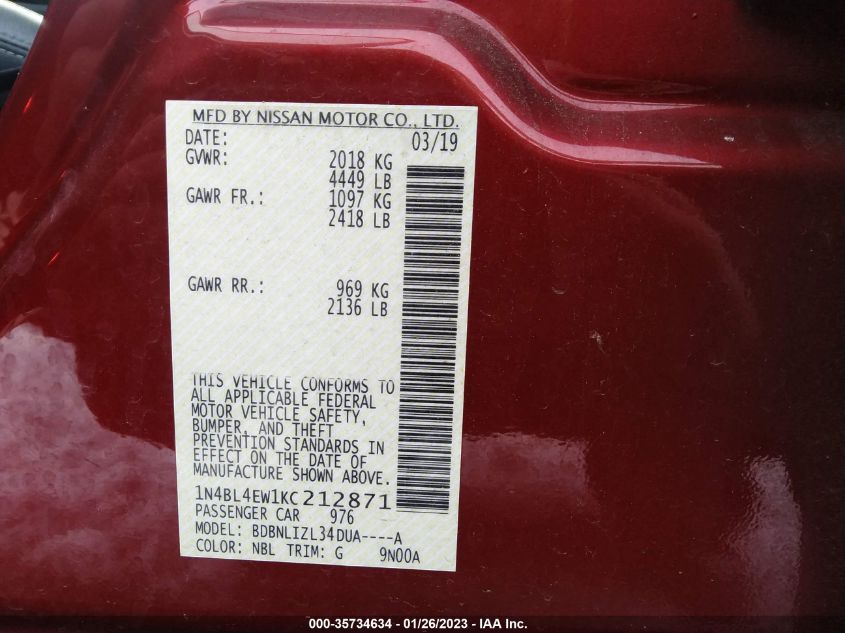 MFD BY NISSAN MOTOR CO., LTD.
DATE: 03/19
GVWR: 2018 KG
4449 LB
GAWR FR.: 1097 KG
2418 LB
GAWR RR.: 969 KG
2136 LB
THIS VEHICLE CONFORMS TO
ALL APPLICABLE FEDERAL
MOTOR VEHICLE SAFETY,
BUMPER, AND THEFT
PREVENTION STANDARDS IN
EFFECT ON THE DATE OF
MANUFACTURE SHOWN ABOVE.
1N4BL4EW1KC212871
PASSENGER CAR 976
MODEL: BDBNLIZL34DUA----A
COLOR: NBL TRIM: G 9N00A
000-35734634 - 01/26/2023 - IAA Inc.